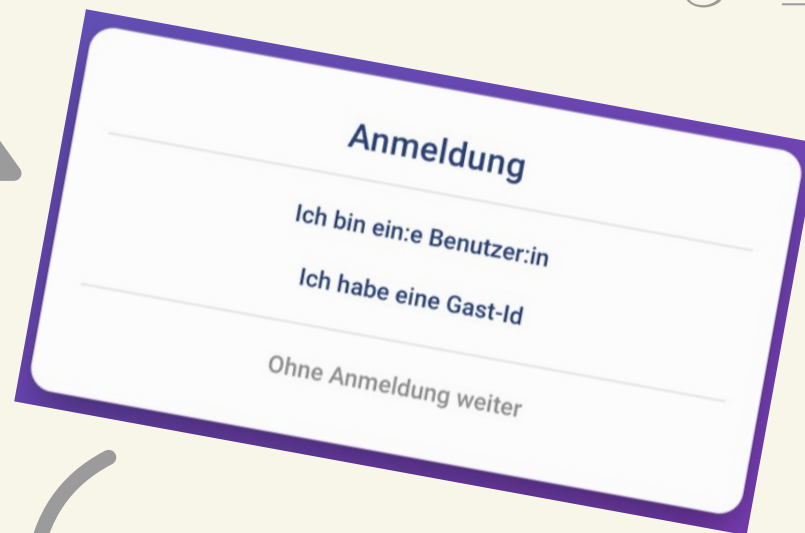 Anmeldung
Ich bin ein:e Benutzer:in
Ich habe eine Gast-Id
Ohne Anmeldung weiter